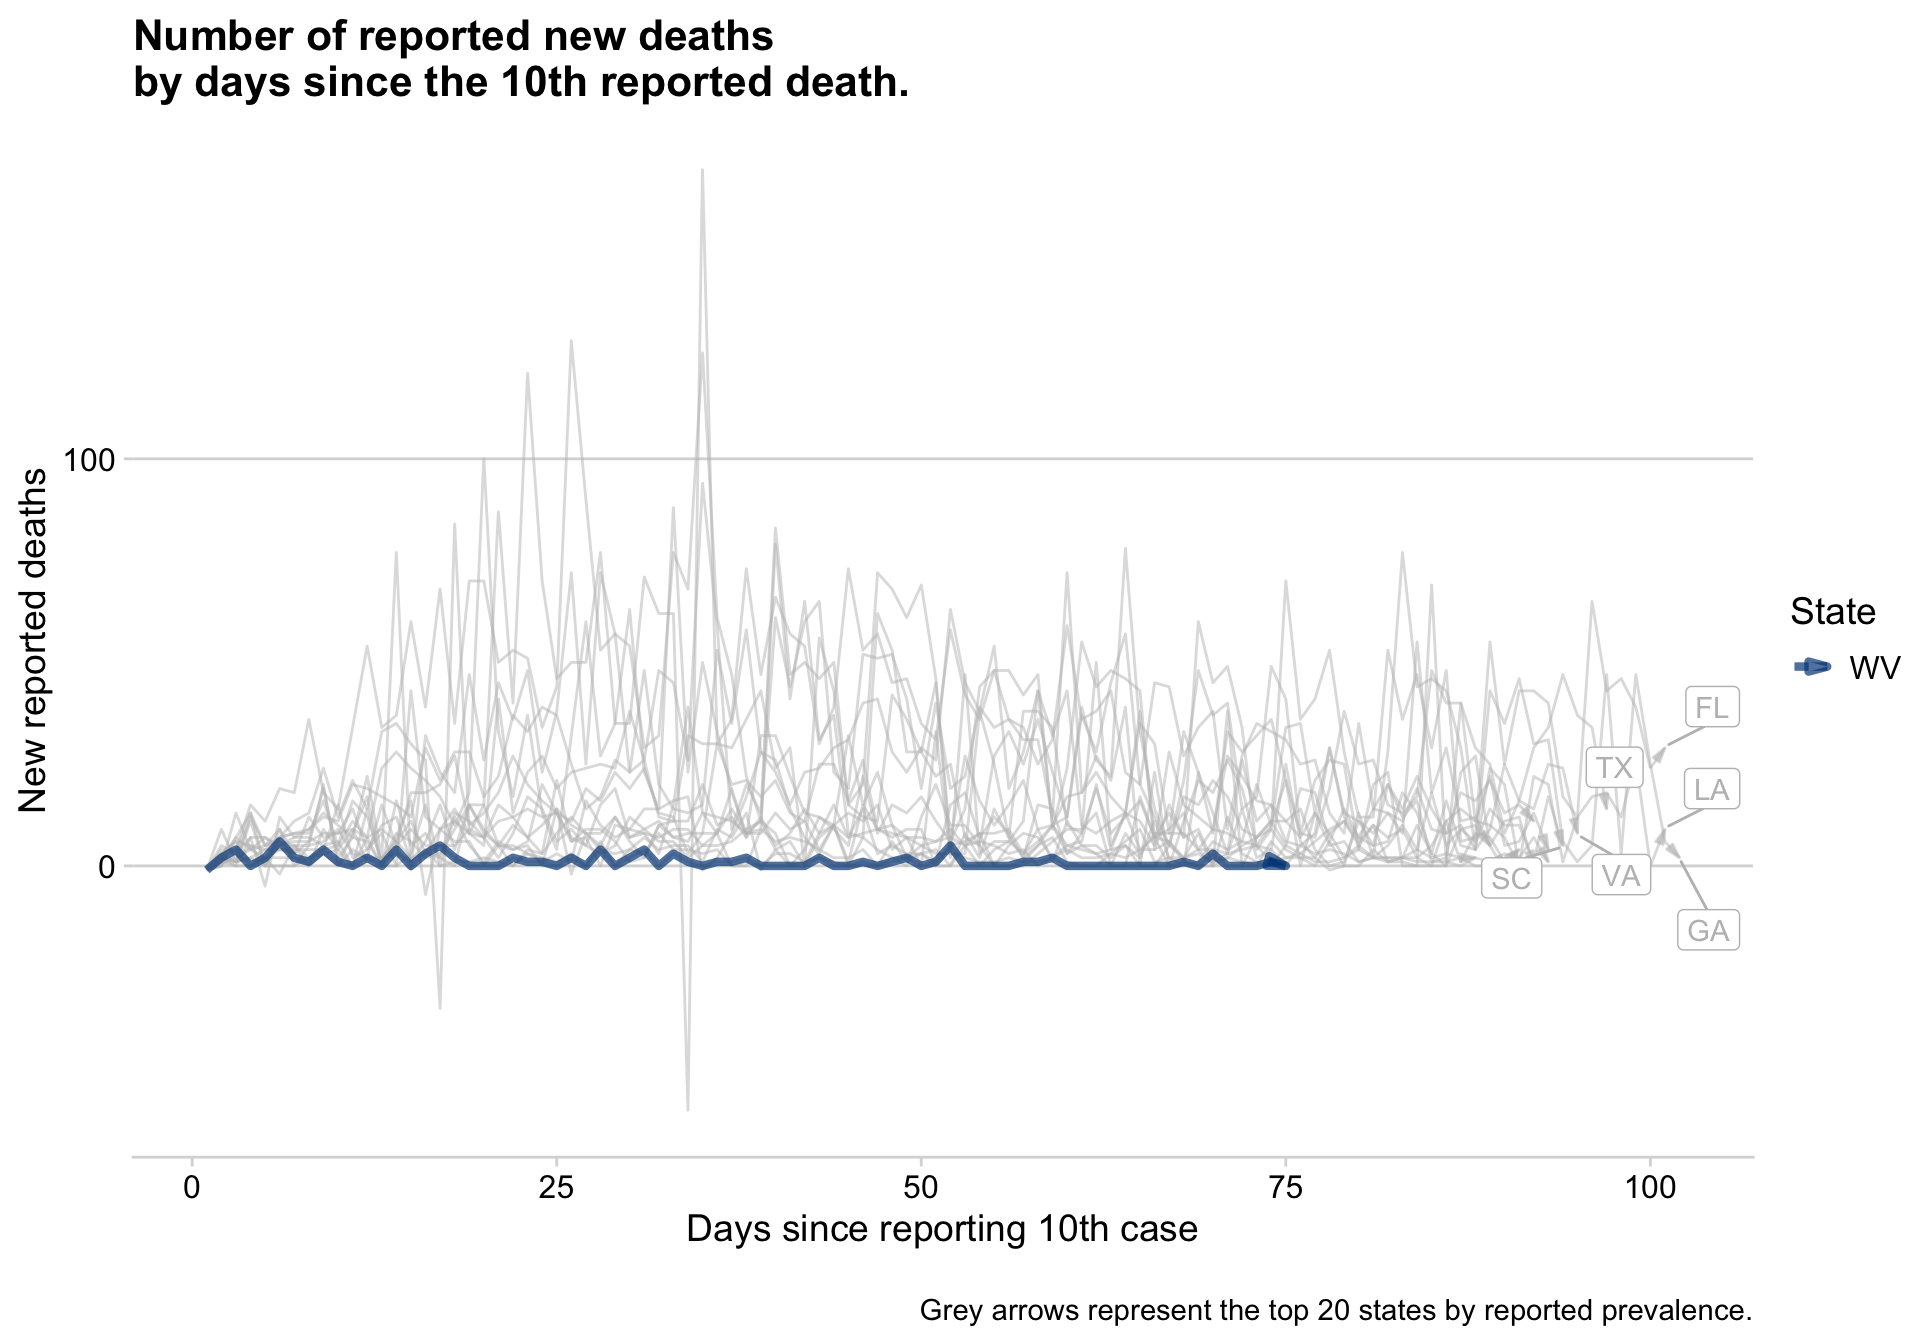 Number of reported new deaths
by days since the 10th reported death.
New reported deaths
100
0
FL
TX
LA
SC
VA
GA
State
WV
0
25
50
75
100
Days since reporting 10th case
Grey arrows represent the top 20 states by reported prevalence.